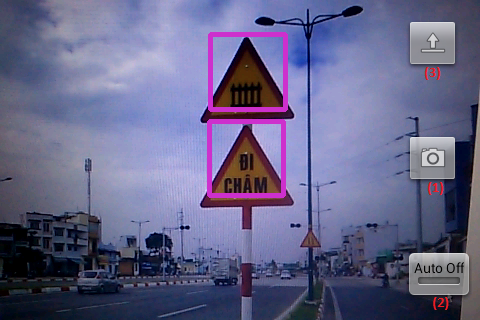 (3)
ĐI
CHẬM
(1)
Auto Off
(2)